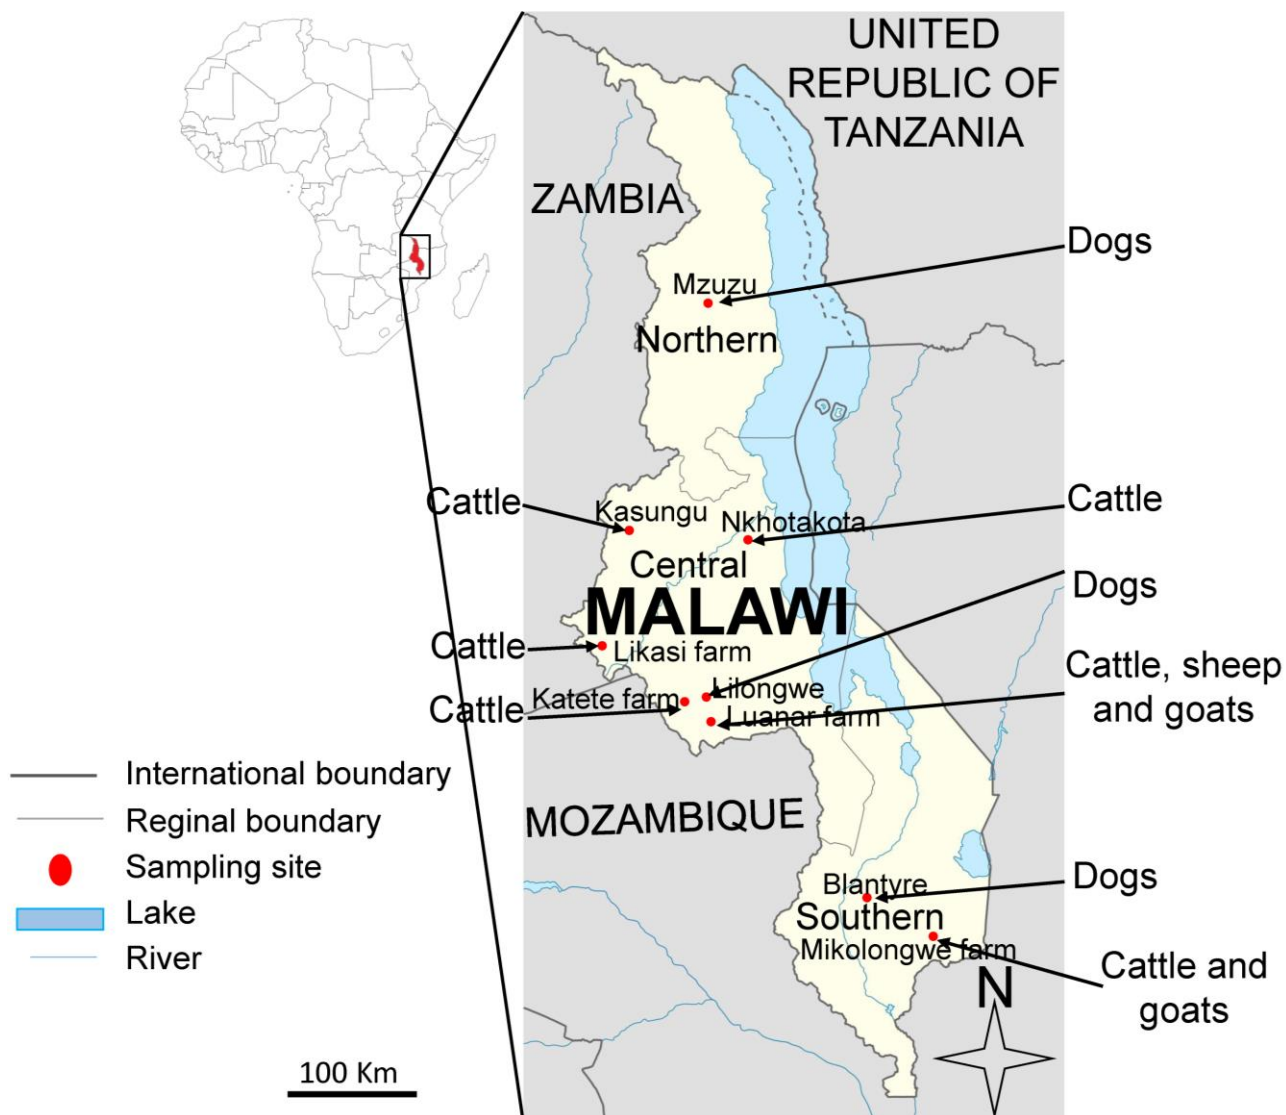 UNITED
REPUBLIC OF
TANZANIA
ZAMBIA
Dogs
Mzuzu
Northern
Cattle
Kasungu
Nkhotakota
Cattle
Central
Dogs
MALAWI
Cattle
Likasi farm
Cattle, sheep
and goats
Katete farm
Lilongwe
Cattle
Luanar farm
International boundary
Reginal boundary
MOZAMBIQUE
Sampling site
Blantyre
Dogs
Lake
Southern
Mikolongwe farm
River
Cattle and
goats
N
100 Km